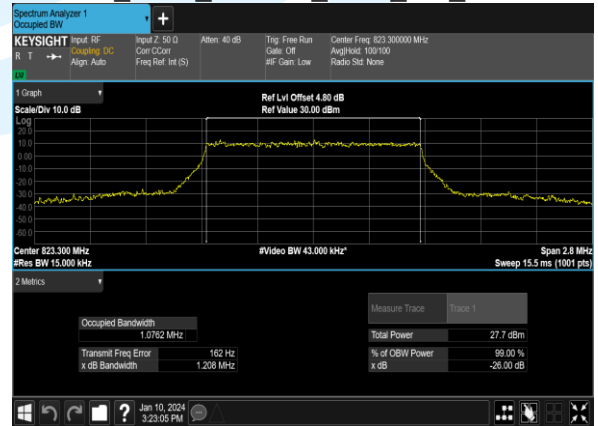 Spectrum Analyzer 1
Occupied BW
+
KEYSIGHT
R T
Input: RF
Coupling: DC
Align: Auto
Input Z: 50 Ω
Corr CCorr
Freq Ref: Int (S)
Atten: 40 dB
Trig: Free Run
Gate: Off
#IF Gain: Low
Center Freq: 823.300000 MHz
Avg|Hold: 100/100
Radio Std: None
1 Graph
Scale/Div 10.0 dB
Ref Lvl Offset 4.80 dB
Ref Value 30.00 dBm
Log
20.0
10.0
0.00
-10.0
-20.0
-30.0
-40.0
-50.0
-60.0
Center 823.300 MHz
#Video BW 43.000 kHz*
Span 2.8 MHz
#Res BW 15.000 kHz
Sweep 15.5 ms (1001 pts)
2 Metrics
Measure Trace Trace 1
Occupied Bandwidth
1.0762 MHz
Total Power 27.7 dBm
Transmit Freq Error 162 Hz
% of OBW Power 99.00 %
x dB Bandwidth 1.208 MHz
x dB -26.00 dB
?
Jan 10, 2024
3:23:05 PM